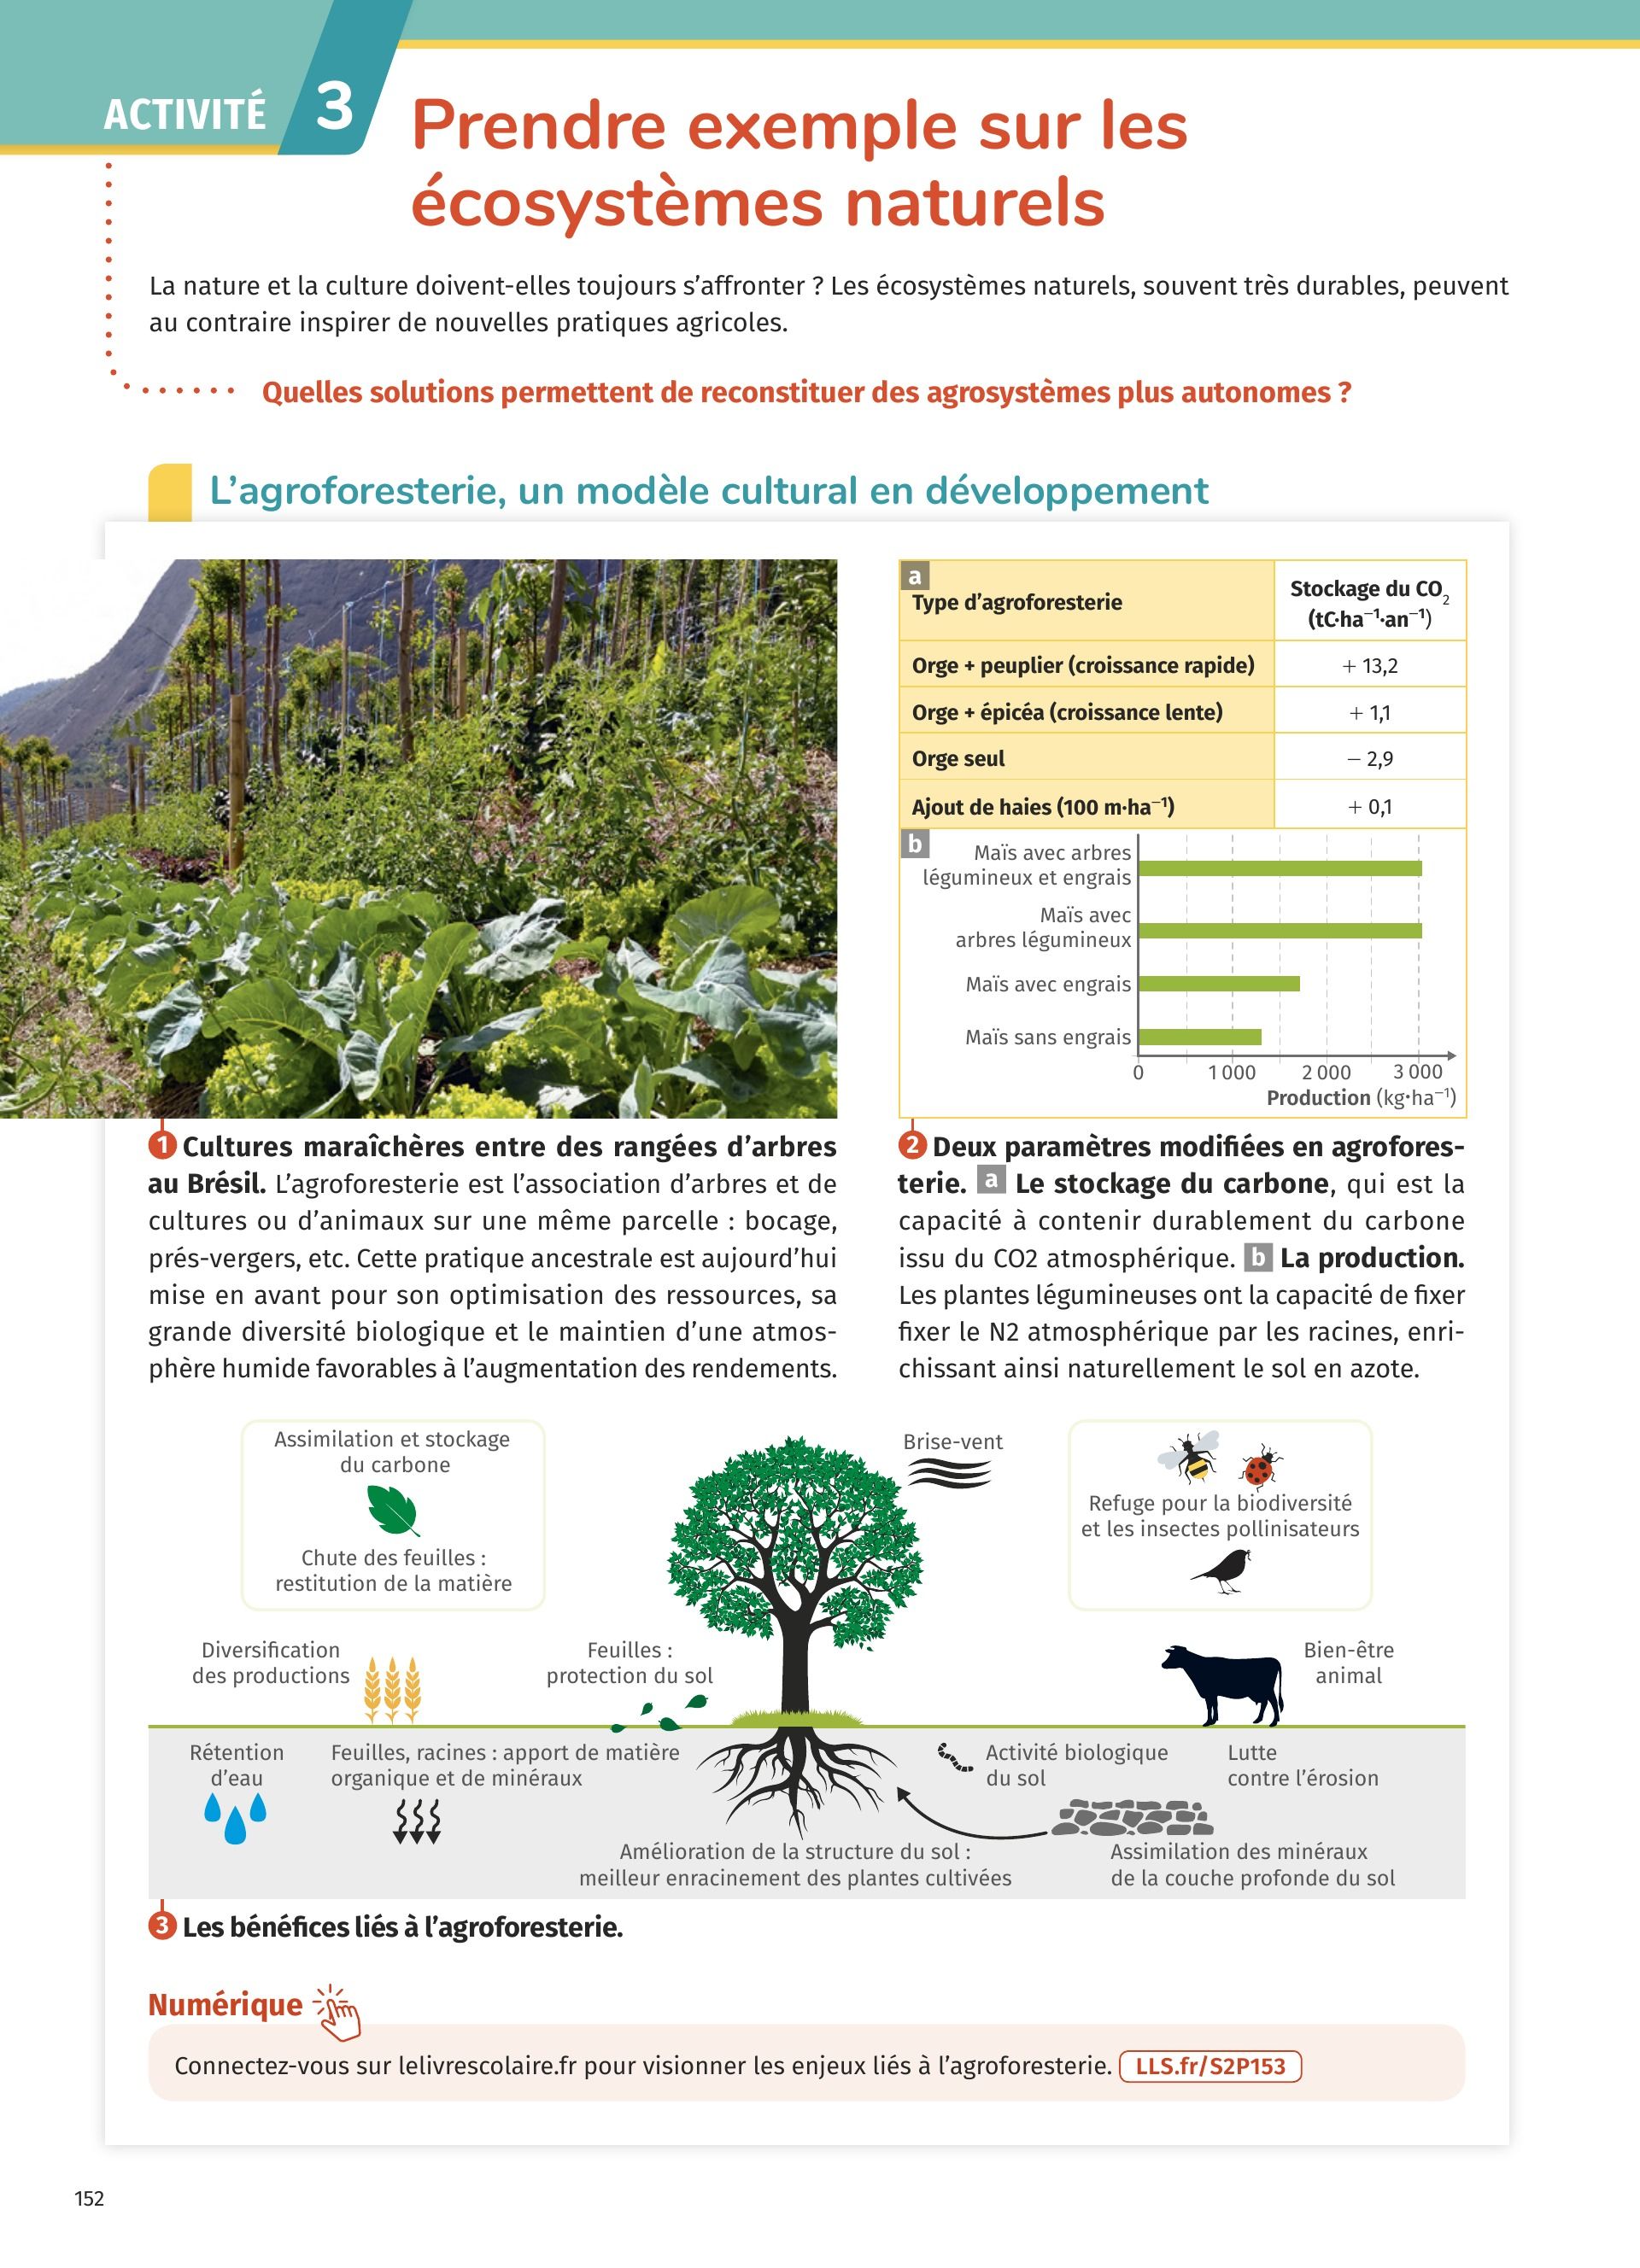 ACTIVITÉ 3
Prendre exemple sur les
écosystèmes naturels
La nature et la culture doivent-elles toujours s’affronter ? Les écosystèmes naturels, souvent très durables, peuvent
au contraire inspirer de nouvelles pratiques agricoles.
Quelles solutions permettent de reconstituer des agrosystèmes plus autonomes ?
L’agroforesterie, un modèle cultural en développement
a
Type d’agroforesterie
Stockage du CO₂
(tC·ha⁻¹·an⁻¹)
Orge + peuplier (croissance rapide) + 13,2
Orge + épicéa (croissance lente) + 1,1
Orge seul − 2,9
Ajout de haies (100 m·ha⁻¹) + 0,1
b
Maïs avec arbres
légumineux et engrais
Maïs avec
arbres légumineux
Maïs avec engrais
Maïs sans engrais
0 1 000 2 000 3 000
Production (kg·ha⁻¹)
1 Cultures maraîchères entre des rangées d’arbres
au Brésil. L’agroforesterie est l’association d’arbres et de
cultures ou d’animaux sur une même parcelle : bocage,
prés-vergers, etc. Cette pratique ancestrale est aujourd’hui
mise en avant pour son optimisation des ressources, sa
grande diversité biologique et le maintien d’une atmos-
phère humide favorables à l’augmentation des rendements.
2 Deux paramètres modifiées en agrofores-
terie. a Le stockage du carbone, qui est la
capacité à contenir durablement du carbone
issu du CO2 atmosphérique. b La production.
Les plantes légumineuses ont la capacité de fixer
fixer le N2 atmosphérique par les racines, enri-
chissant ainsi naturellement le sol en azote.
Assimilation et stockage
du carbone
Chute des feuilles :
restitution de la matière
Brise-vent
Refuge pour la biodiversité
et les insectes pollinisateurs
Diversification
des productions
Feuilles :
protection du sol
Bien-être
animal
Rétention
d’eau
Feuilles, racines : apport de matière
organique et de minéraux
Activité biologique
du sol
Lutte
contre l’érosion
Amélioration de la structure du sol :
meilleur enracinement des plantes cultivées
Assimilation des minéraux
de la couche profonde du sol
3 Les bénéfices liés à l’agroforesterie.
Numérique
Connectez-vous sur lelivrescolaire.fr pour visionner les enjeux liés à l’agroforesterie. LLS.fr/S2P153
152